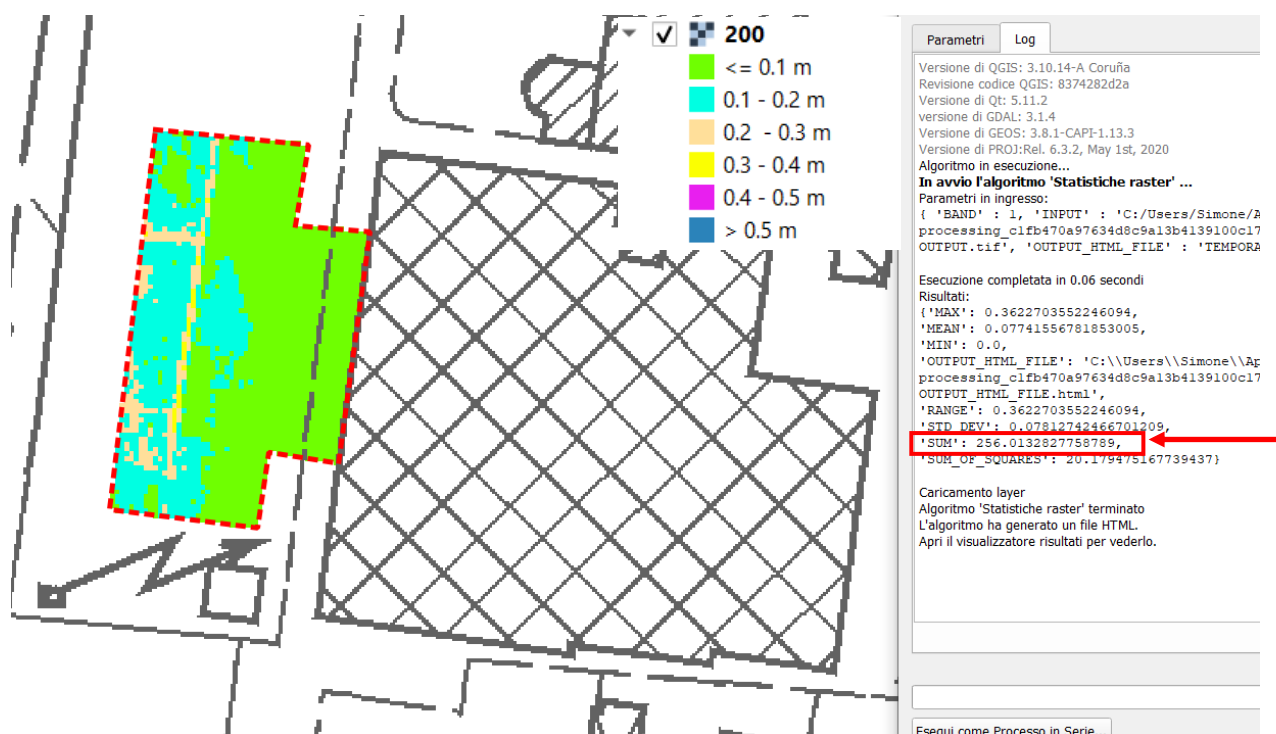 200
<= 0.1 m
0.1 - 0.2 m
0.2 - 0.3 m
0.3 - 0.4 m
0.4 - 0.5 m
> 0.5 m
Parametri
Log
Versione di QGIS: 3.10.14-A Coruña
Revisione codice QGIS: 8374282d2a
Versione di Qt: 5.11.2
versione di GDAL: 3.1.4
Versione di GEOS: 3.8.1-CAPI-1.13.3
Versione di PROJ:Rel. 6.3.2, May 1st, 2020
Algoritmo in esecuzione...
In avvio l'algoritmo 'Statistiche raster' ...
Parametri in ingresso:
{ 'BAND' : 1, 'INPUT' : 'C:/Users/Simone/A
processing_c1fb470a97634d8c9a13b4139100c17
OUTPUT.tif', 'OUTPUT_HTML_FILE' : 'TEMPORA
Esecuzione completata in 0.06 secondi
Risultati:
{'MAX': 0.3622703552246094,
'MEAN': 0.07741556781853005,
'MIN': 0.0,
'OUTPUT_HTML_FILE': 'C:\\Users\\Simone\\Ap
processing_c1fb470a97634d8c9a13b4139100c17
OUTPUT_HTML_FILE.html',
'RANGE': 0.3622703552246094,
'STD_DEV': 0.07812742466701209,
'SUM': 256.0132827758789,
'SUM_OF_SQUARES': 20.179475167739437}
Caricamento layer
Algoritmo 'Statistiche raster' terminato
L'algoritmo ha generato un file HTML.
Apri il visualizzatore risultati per vederlo.
Esegui come Processo in Serie...